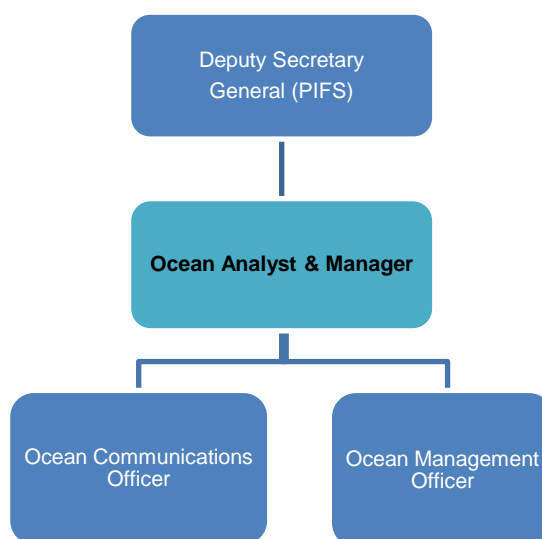 Deputy Secretary
General (PIFS)
Ocean Analyst & Manager
Ocean Communications
Officer
Ocean Management
Officer